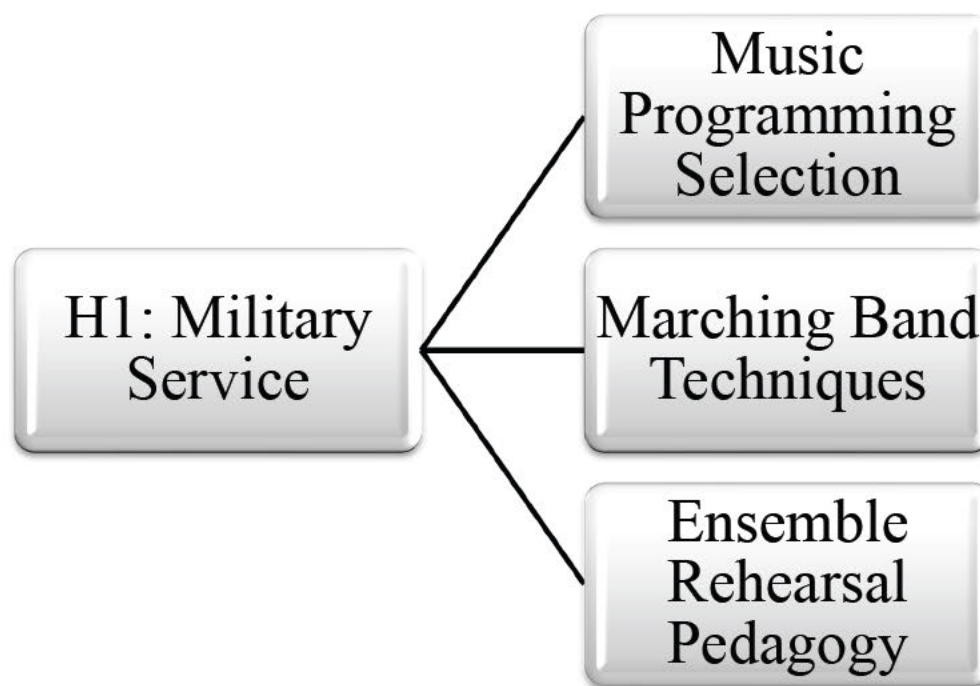 H1: Military
Service
Music
Programming
Selection
Marching Band
Techniques
Ensemble
Rehearsal
Pedagogy